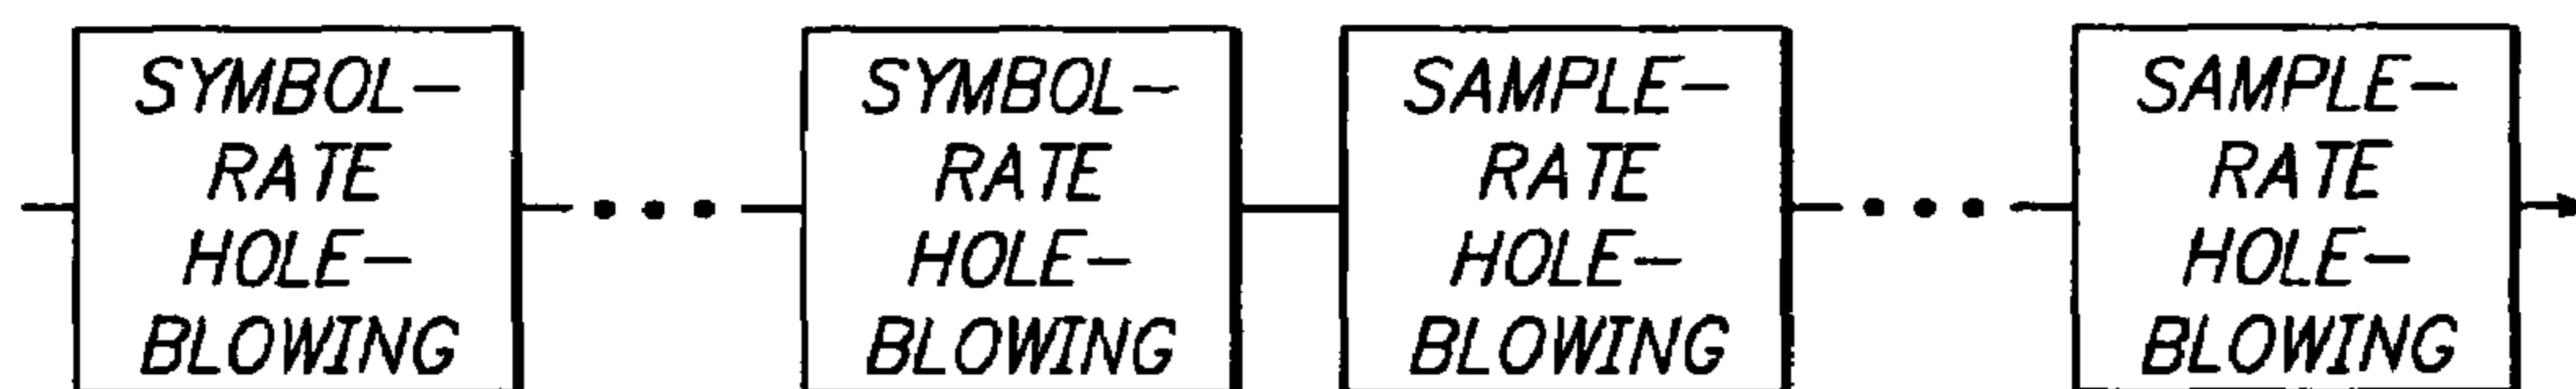 SYMBOL-
RATE
HOLE-
BLOWING
SYMBOL-
RATE
HOLE-
BLOWING
SAMPLE-
RATE
HOLE-
BLOWING
SAMPLE-
RATE
HOLE-
BLOWING